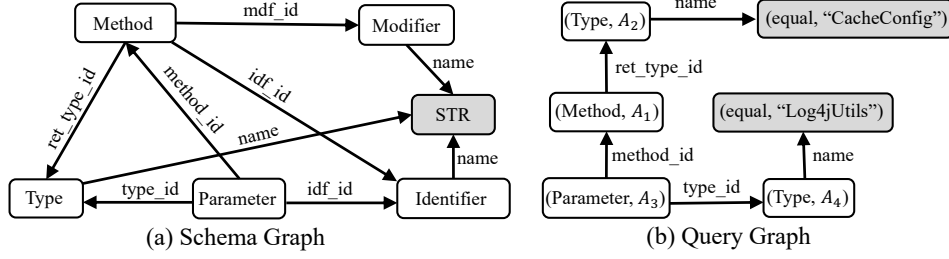 Method
mdf_id
Modifier
name
ret_type_id
method_id
idf_id
name
STR
name
Type
type_id
Parameter
idf_id
Identifier
(a) Schema Graph
(Type, A₂)
name
(equal, “CacheConfig”)
ret_type_id
(Method, A₁)
(equal, “Log4jUtils”)
method_id
name
(Parameter, A₃)
type_id
(Type, A₄)
(b) Query Graph